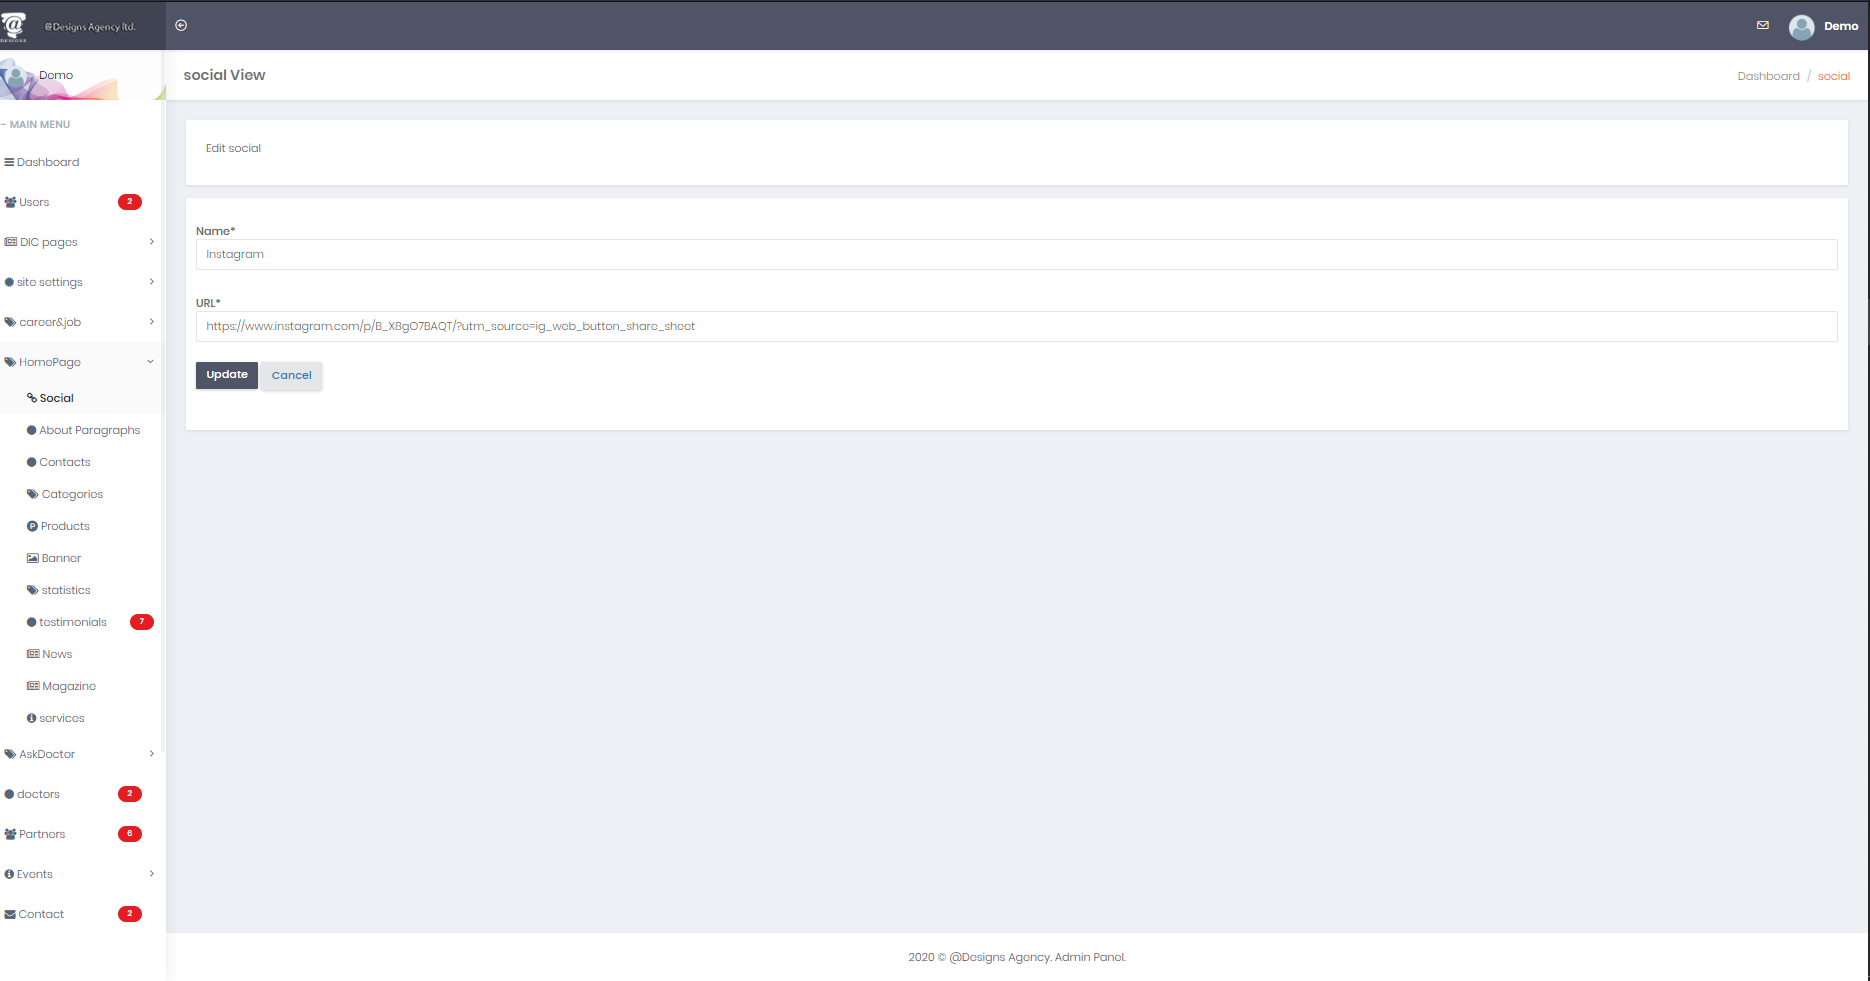 @Designs Agency ltd.
DESIGNS
Demo
Demo
social View
Dashboard / social
- MAIN MENU
Dashboard
Users 2
DIC pages
site settings
career&job
HomePage
Social
About Paragraphs
Contacts
Categories
Products
Banner
statistics
testimonials 7
News
Magazine
services
AskDoctor
doctors 2
Partners 6
Events
Contact 2
Edit social
Name*
Instagram
URL*
https://www.instagram.com/p/B_X8gO7BAQT/?utm_source=ig_web_button_share_sheet
Update Cancel
2020 © @Designs Agency. Admin Panel.